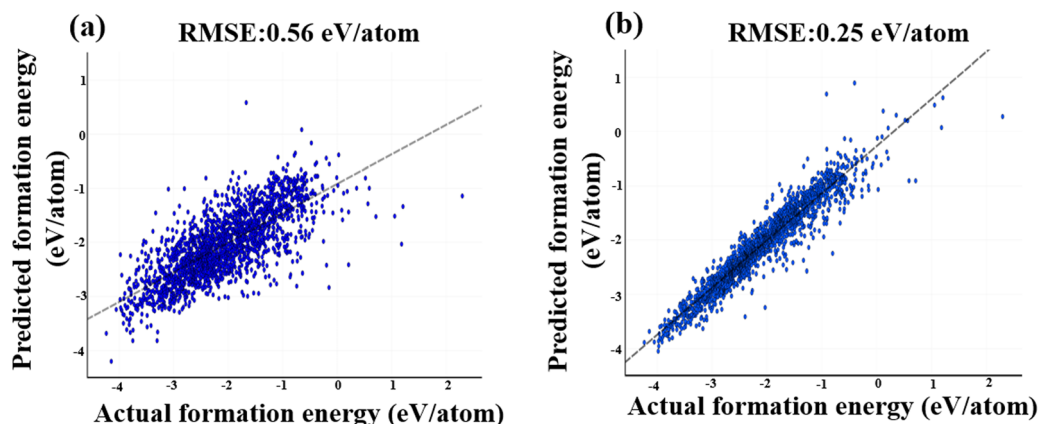 (a)
RMSE:0.56 eV/atom
Predicted formation energy
(eV/atom)
1
0
-1
-2
-3
-4
-4 -3 -2 -1 0 1 2
Actual formation energy (eV/atom)
(b)
RMSE:0.25 eV/atom
Predicted formation energy
(eV/atom)
1
0
-1
-2
-3
-4
-4 -3 -2 -1 0 1 2
Actual formation energy (eV/atom)